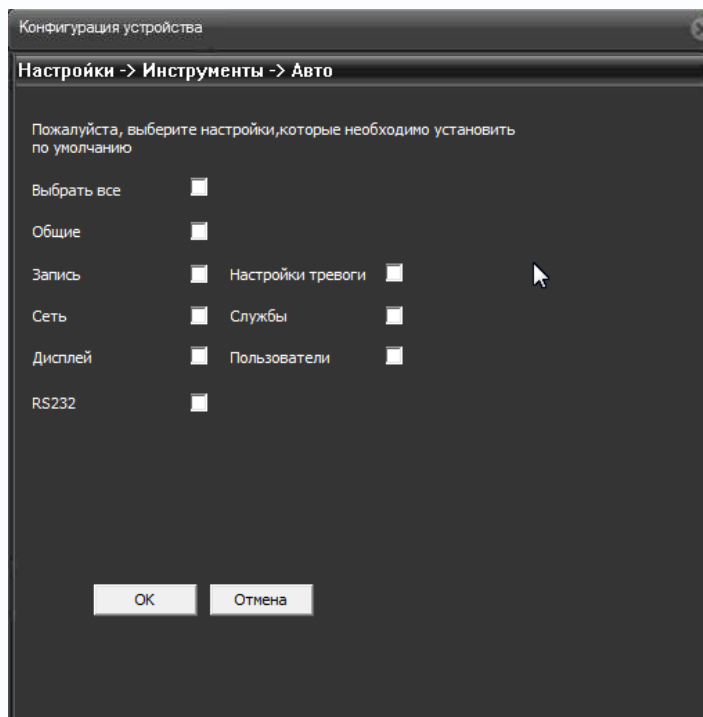 Конфигурация устройства
Настройки -> Инструменты -> Авто
Пожалуйста, выберите настройки,которые необходимо установить
по умолчанию
Выбрать все
Общие
Запись Настройки тревоги
Сеть Службы
Дисплей Пользователи
RS232
OK Отмена